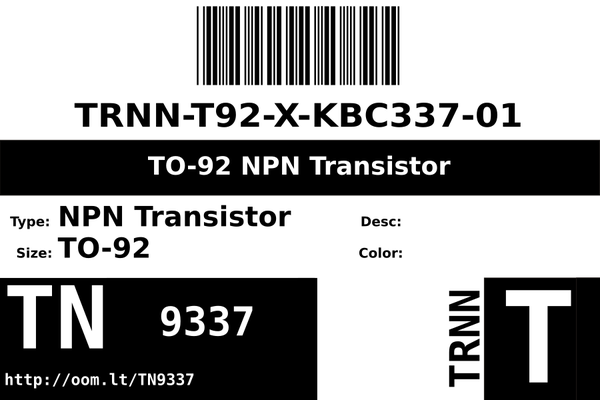 TRNN-T92-X-KBC337-01
TO-92 NPN Transistor
Type: NPN Transistor
Desc:
Size: TO-92
Color:
TN 9337
http://oom.lt/TN9337
TRNN
T